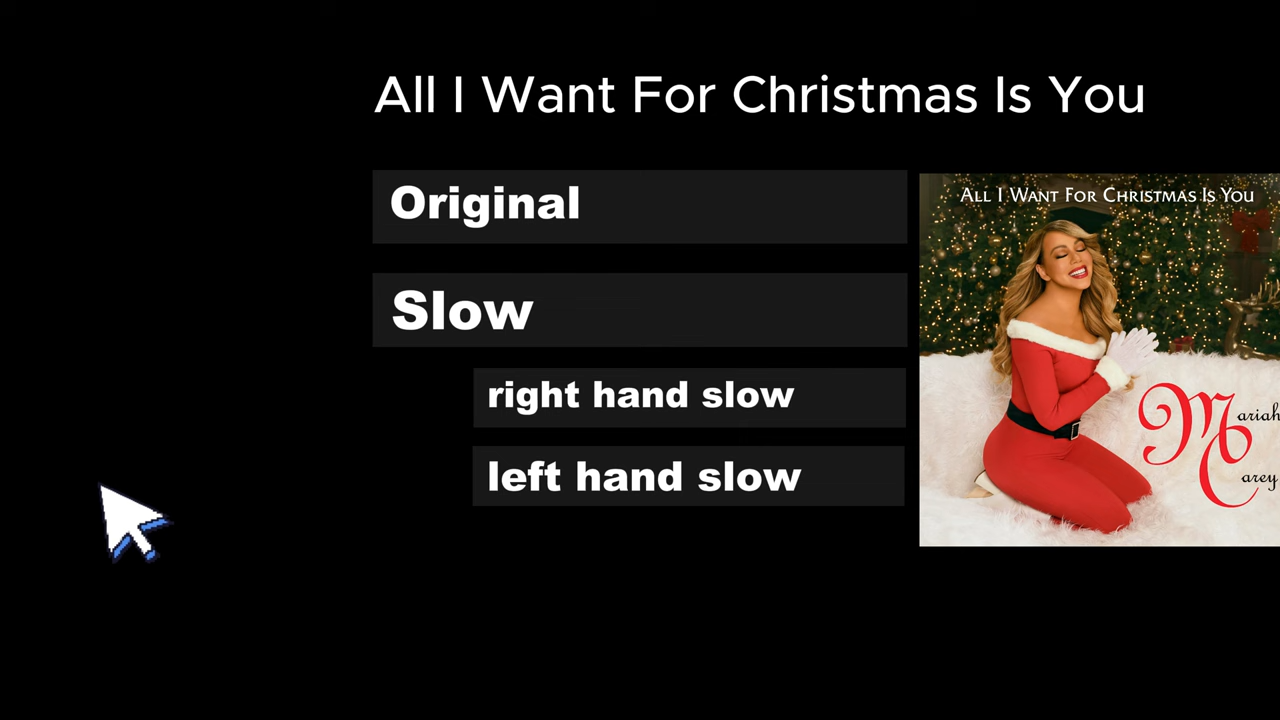 All I Want For Christmas Is You
Original
Slow
right hand slow
left hand slow
ALL I WANT FOR CHRISTMAS IS YOU
Mariah
Carey